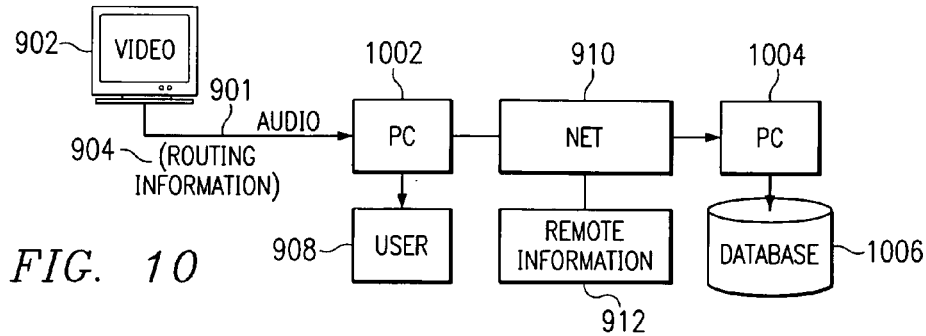 902
VIDEO
901
AUDIO
904
(ROUTING
INFORMATION)
1002
PC
910
NET
1004
PC
908
USER
REMOTE
INFORMATION
912
DATABASE
1006
FIG. 10